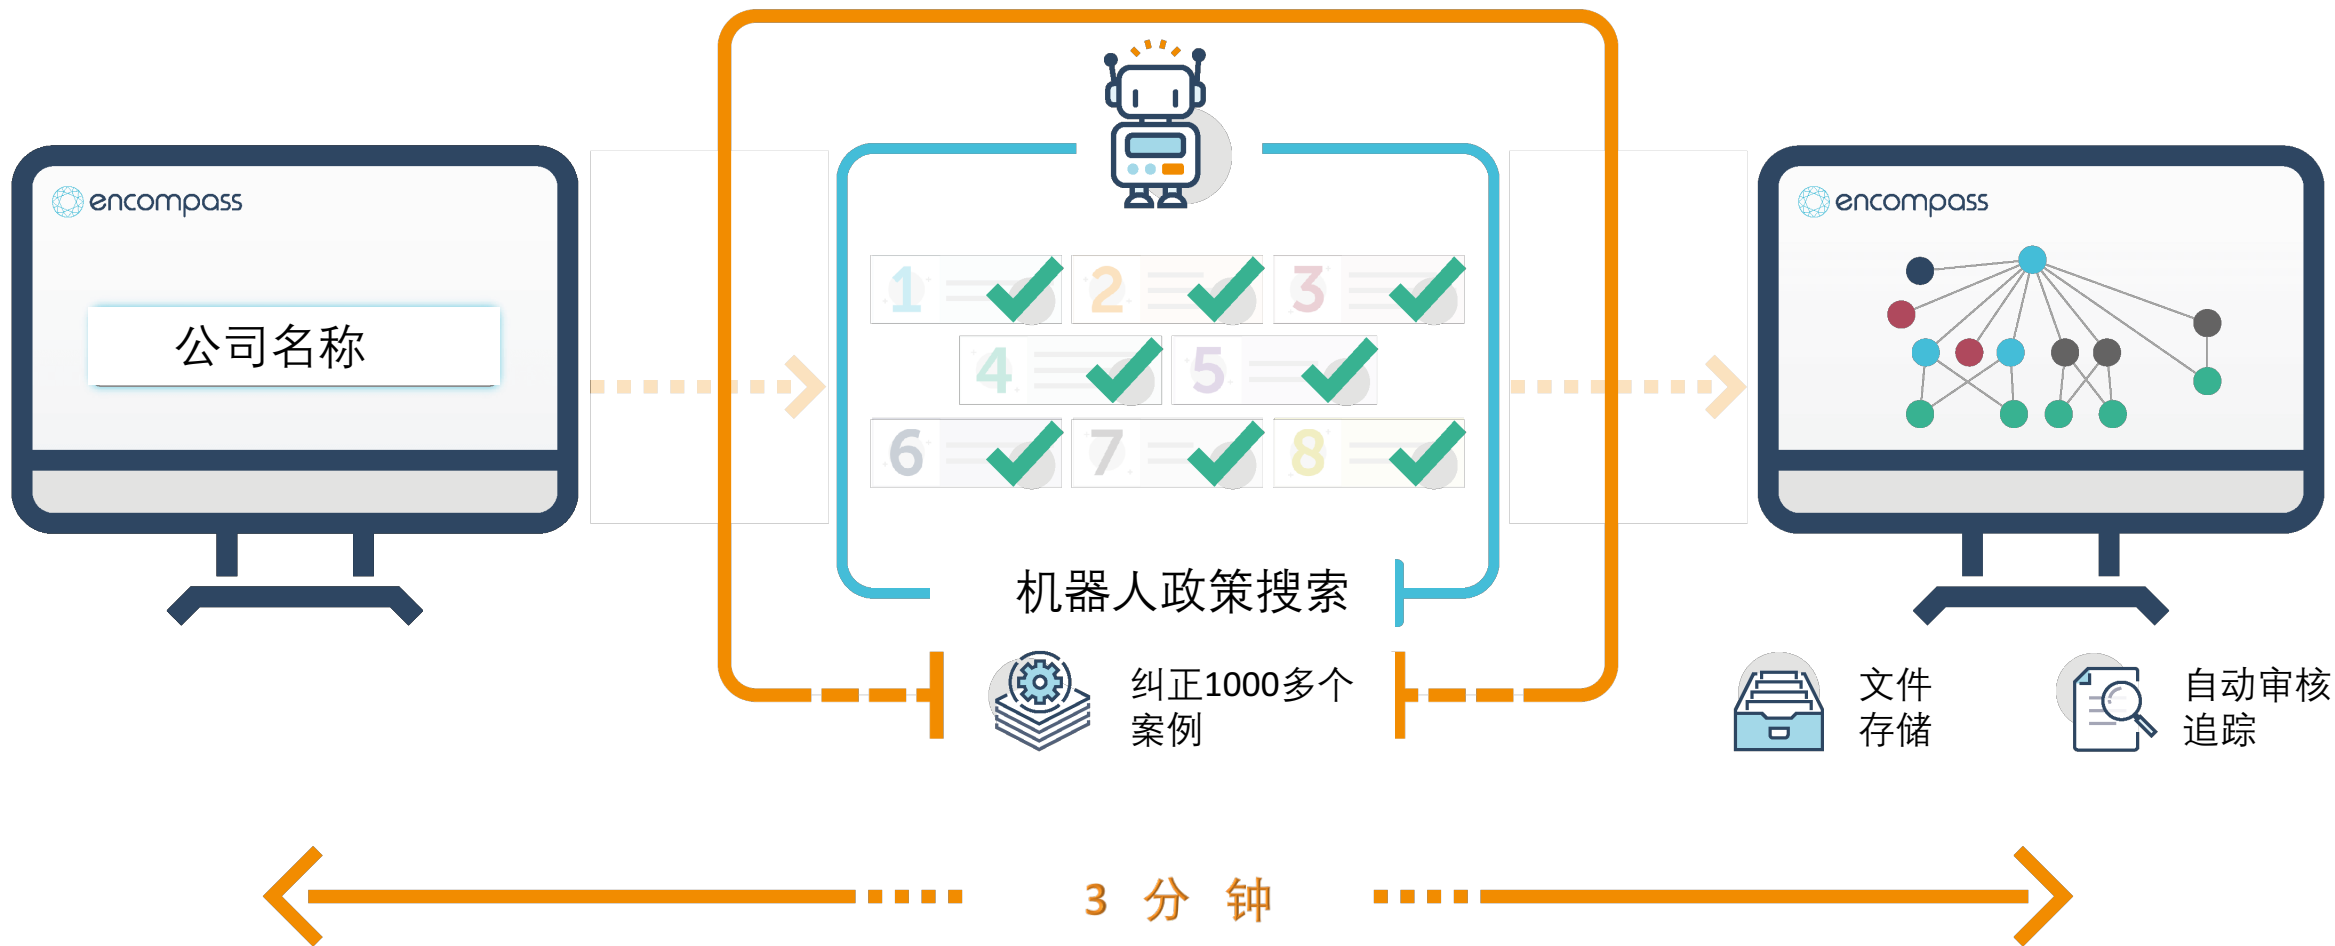 encompass
公司名称
1
2
3
4
5
6
7
8
机器人政策搜索
纠正1000多个
案例
encompass
文件
存储
自动审核
追踪
3 分 钟